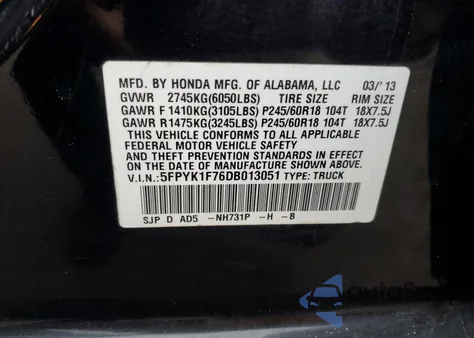 MFD. BY HONDA MFG. OF ALABAMA, LLC 03/'13
GVWR 2745KG(6050LBS) TIRE SIZE RIM SIZE
GAWR F 1410KG(3105LBS) P245/60R18 104T 18X7.5J
GAWR R1475KG(3245LBS) P245/60R18 104T 18X7.5J
THIS VEHICLE CONFORMS TO ALL APPLICABLE
FEDERAL MOTOR VEHICLE SAFETY
AND THEFT PREVENTION STANDARDS IN EFFECT ON
THE DATE OF MANUFACTURE SHOWN ABOVE.
V.I.N.: 5FPYK1F76DB013051 TYPE: TRUCK
SJP D AD5 -NH731P -H -B